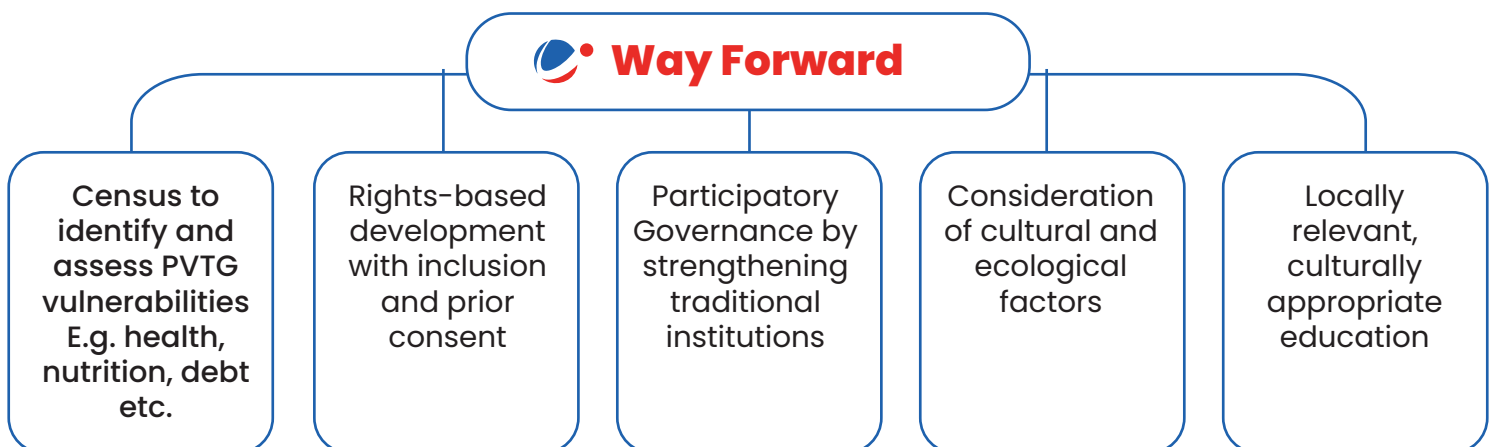 Way Forward
Census to
identify and
assess PVTG
vulnerabilities
E.g. health,
nutrition, debt
etc.
Rights-based
development
with inclusion
and prior
consent
Participatory
Governance by
strengthening
traditional
institutions
Consideration
of cultural and
ecological
factors
Locally
relevant,
culturally
appropriate
education